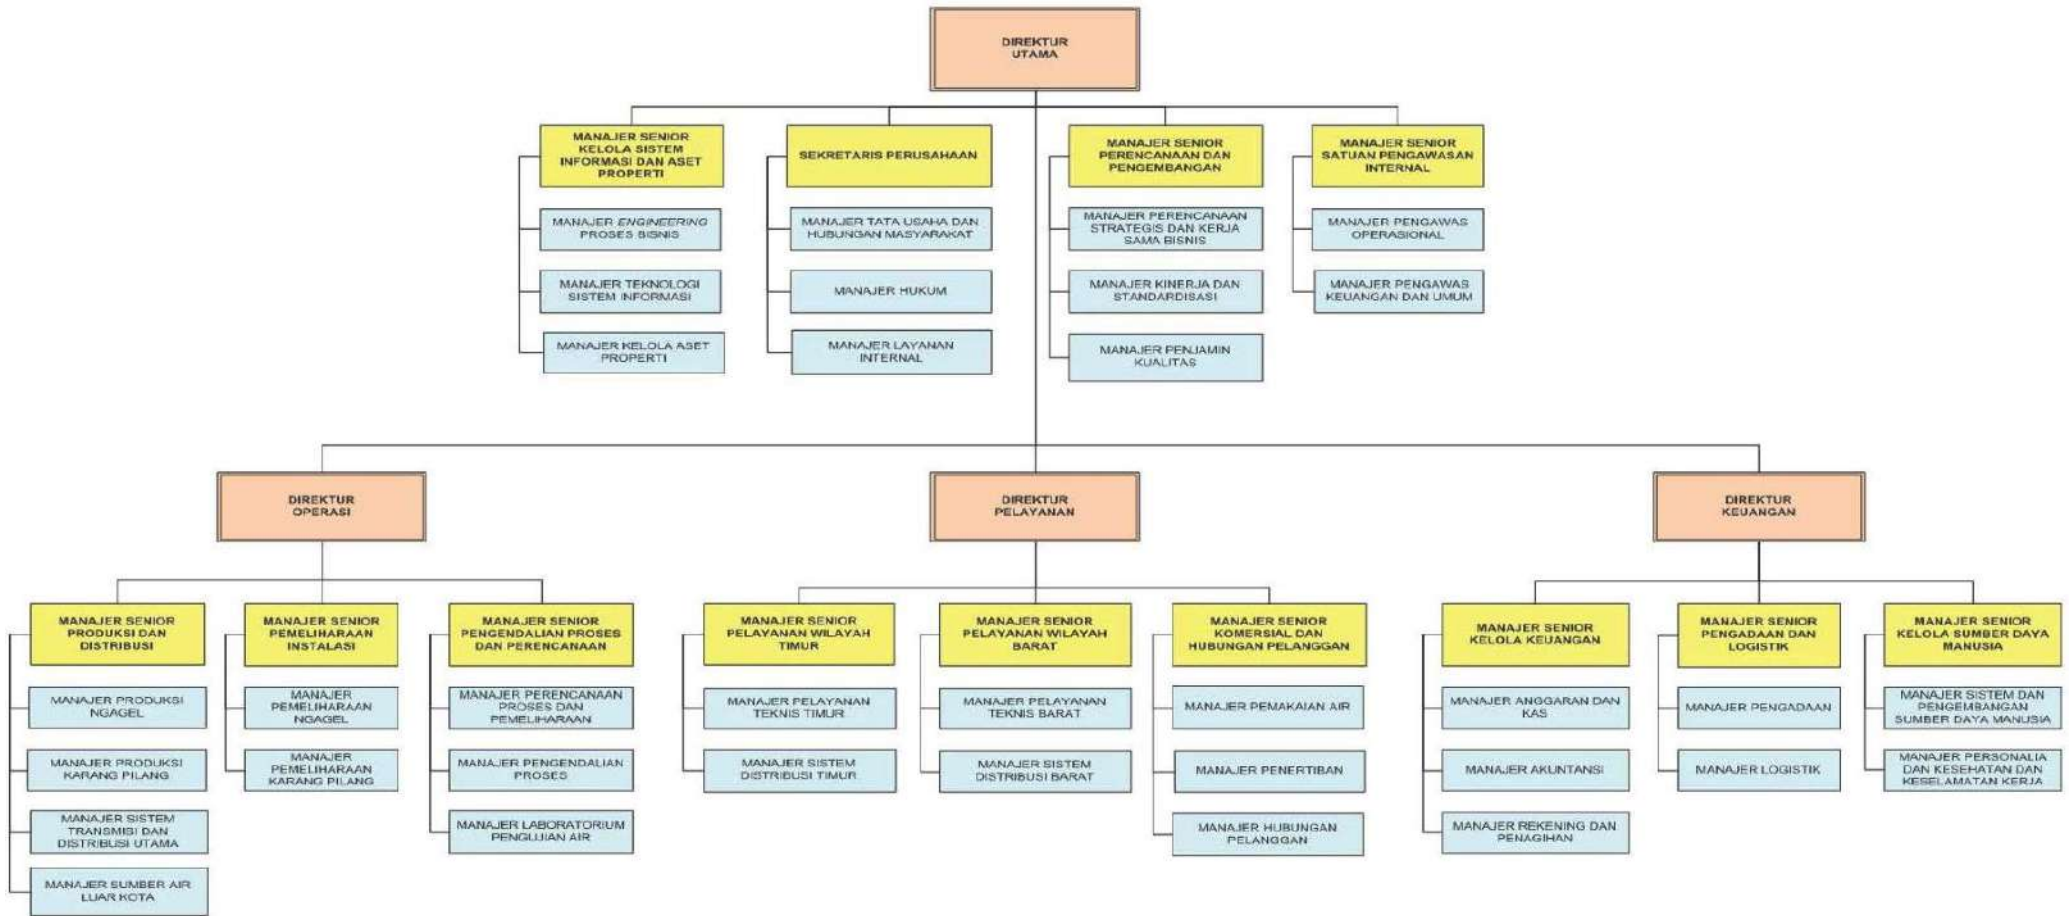 DIREKTUR
UTAMA
MANAJER SENIOR
KELOLA SISTEM
INFORMASI DAN ASET
PROPERTI
MANAJER ENGINEERING
PROSES BISNIS
MANAJER TEKNOLOGI
SISTEM INFORMASI
MANAJER KELOLA ASET
PROPERTI
SEKRETARIS PERUSAHAAN
MANAJER TATA USAHA DAN
HUBUNGAN MASYARAKAT
MANAJER HUKUM
MANAJER LAYANAN
INTERNAL
MANAJER SENIOR
PERENCANAAN DAN
PENGEMBANGAN
MANAJER PERENCANAAN
STRATEGIS DAN KERJA
SAMA BISNIS
MANAJER KINERJA DAN
STANDARDISASI
MANAJER PENJAMIN
KUALITAS
MANAJER SENIOR
SATUAN PENGAWASAN
INTERNAL
MANAJER PENGAWAS
OPERASIONAL
MANAJER PENGAWAS
KEUANGAN DAN UMUM
DIREKTUR
OPERASI
MANAJER SENIOR
PRODUKSI DAN
DISTRIBUSI
MANAJER PRODUKSI
NGAGEL
MANAJER PRODUKSI
KARANG PILANG
MANAJER SISTEM
TRANSMISI DAN
DISTRIBUSI UTAMA
MANAJER SUMBER AIR
LUAR KOTA
MANAJER SENIOR
PEMELIHARAAN
INSTALASI
MANAJER
PEMELIHARAAN
NGAGEL
MANAJER
PEMELIHARAAN
KARANG PILANG
MANAJER SENIOR
PENGENDALIAN PROSES
DAN PERENCANAAN
MANAJER PERENCANAAN
PROSES DAN
PEMELIHARAAN
MANAJER PENGENDALIAN
PROSES
MANAJER LABORATORIUM
PENGUJIAN AIR
DIREKTUR
PELAYANAN
MANAJER SENIOR
PELAYANAN WILAYAH
TIMUR
MANAJER PELAYANAN
TEKNIS TIMUR
MANAJER SISTEM
DISTRIBUSI TIMUR
MANAJER SENIOR
PELAYANAN WILAYAH
BARAT
MANAJER PELAYANAN
TEKNIS BARAT
MANAJER SISTEM
DISTRIBUSI BARAT
MANAJER SENIOR
KOMERSIAL DAN
HUBUNGAN PELANGGAN
MANAJER PEMAKAIAN AIR
MANAJER PENERTIBAN
MANAJER HUBUNGAN
PELANGGAN
DIREKTUR
KEUANGAN
MANAJER SENIOR
KELOLA KEUANGAN
MANAJER ANGGARAN DAN
KAS
MANAJER AKUNTANSI
MANAJER REKENING DAN
PENAGIHAN
MANAJER SENIOR
PENGADAAN DAN
LOGISTIK
MANAJER PENGADAAN
MANAJER LOGISTIK
MANAJER SENIOR
KELOLA SUMBER DAYA
MANUSIA
MANAJER SISTEM DAN
PENGEMBANGAN
SUMBER DAYA MANUSIA
MANAJER PERSONALIA
DAN KESEHATAN DAN
KESELAMATAN KERJA